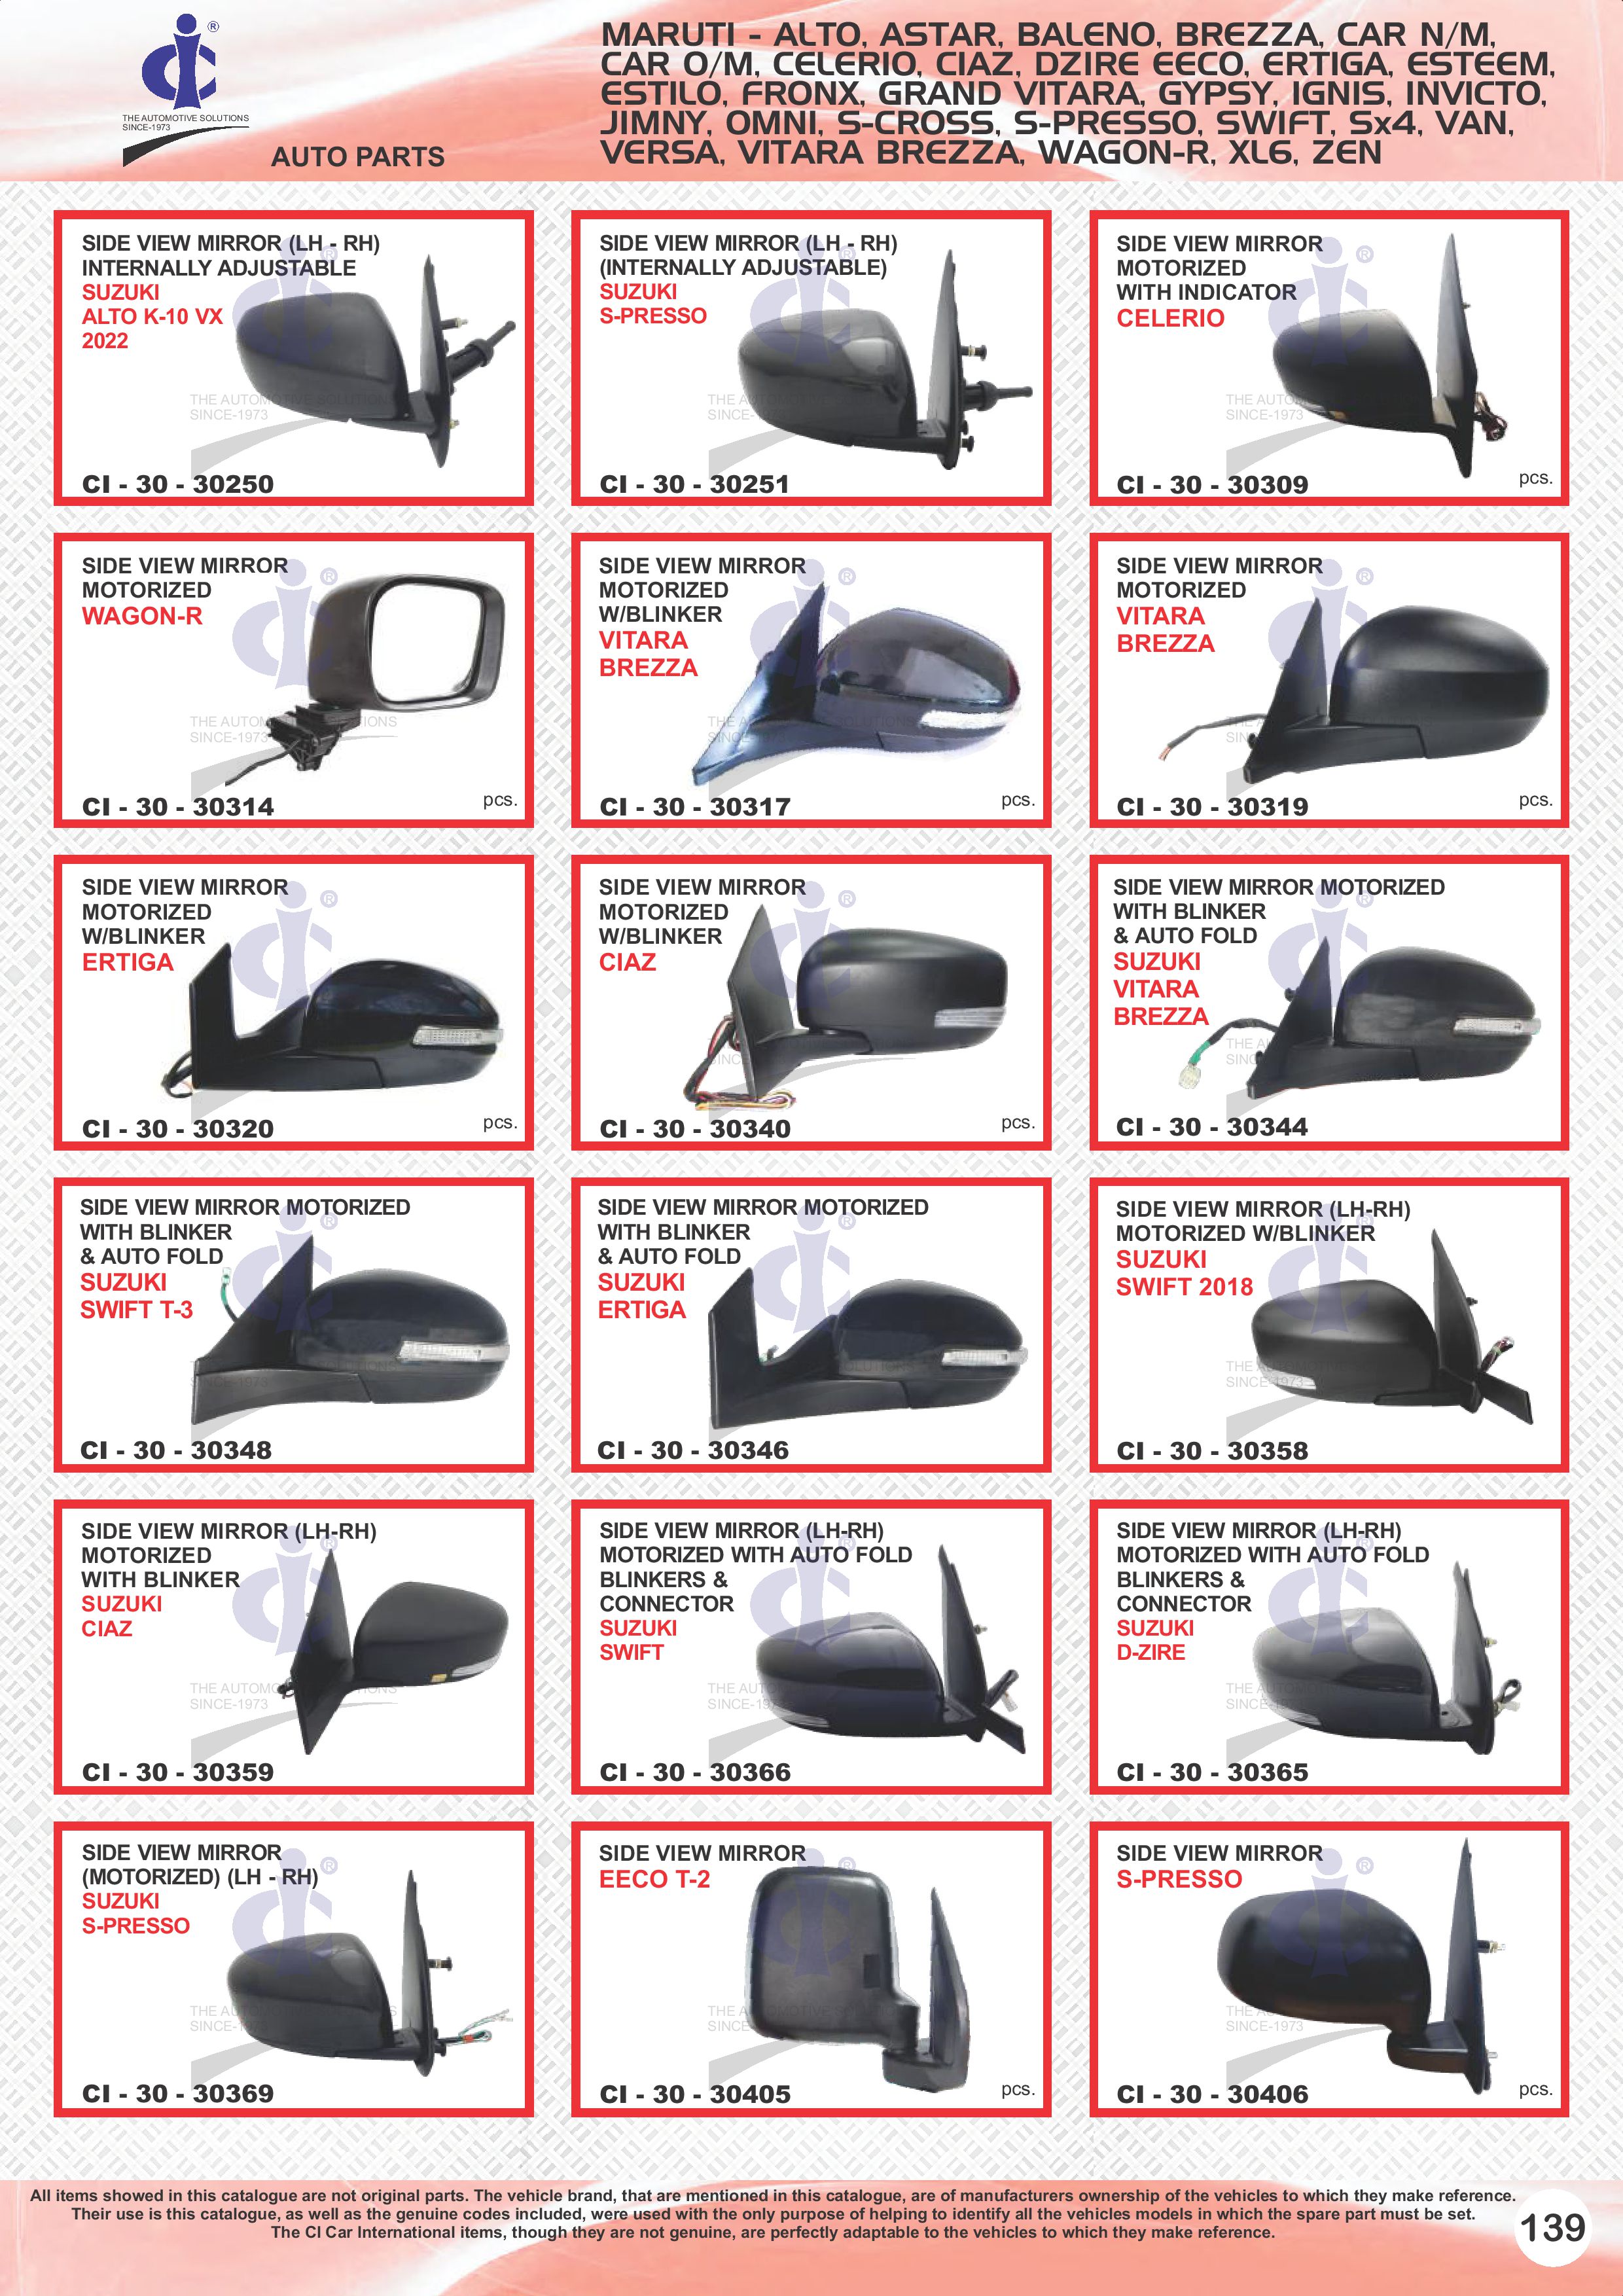 ®
THE AUTOMOTIVE SOLUTIONS
SINCE-1973
AUTO PARTS
MARUTI - ALTO, ASTAR, BALENO, BREZZA, CAR N/M,
CAR O/M, CELERIO, CIAZ, DZIRE EECO, ERTIGA, ESTEEM,
ESTILO, FRONX, GRAND VITARA, GYPSY, IGNIS, INVICTO,
JIMNY, OMNI, S-CROSS, S-PRESSO, SWIFT, Sx4, VAN,
VERSA, VITARA BREZZA, WAGON-R, XL6, ZEN
SIDE VIEW MIRROR (LH - RH)
INTERNALLY ADJUSTABLE
SUZUKI
ALTO K-10 VX
2022
CI - 30 - 30250
SIDE VIEW MIRROR (LH - RH)
(INTERNALLY ADJUSTABLE)
SUZUKI
S-PRESSO
CI - 30 - 30251
SIDE VIEW MIRROR
MOTORIZED
WITH INDICATOR
CELERIO
CI - 30 - 30309
pcs.
SIDE VIEW MIRROR
MOTORIZED
WAGON-R
CI - 30 - 30314
pcs.
SIDE VIEW MIRROR
MOTORIZED
W/BLINKER
VITARA
BREZZA
CI - 30 - 30317
pcs.
SIDE VIEW MIRROR
MOTORIZED
VITARA
BREZZA
CI - 30 - 30319
pcs.
SIDE VIEW MIRROR
MOTORIZED
W/BLINKER
ERTIGA
CI - 30 - 30320
pcs.
SIDE VIEW MIRROR
MOTORIZED
W/BLINKER
CIAZ
CI - 30 - 30340
pcs.
SIDE VIEW MIRROR MOTORIZED
WITH BLINKER
& AUTO FOLD
SUZUKI
VITARA
BREZZA
CI - 30 - 30344
SIDE VIEW MIRROR MOTORIZED
WITH BLINKER
& AUTO FOLD
SUZUKI
SWIFT T-3
CI - 30 - 30348
SIDE VIEW MIRROR MOTORIZED
WITH BLINKER
& AUTO FOLD
SUZUKI
ERTIGA
CI - 30 - 30346
SIDE VIEW MIRROR (LH-RH)
MOTORIZED W/BLINKER
SUZUKI
SWIFT 2018
CI - 30 - 30358
SIDE VIEW MIRROR (LH-RH)
MOTORIZED
WITH BLINKER
SUZUKI
CIAZ
CI - 30 - 30359
SIDE VIEW MIRROR (LH-RH)
MOTORIZED WITH AUTO FOLD
BLINKERS &
CONNECTOR
SUZUKI
SWIFT
CI - 30 - 30366
SIDE VIEW MIRROR (LH-RH)
MOTORIZED WITH AUTO FOLD
BLINKERS &
CONNECTOR
SUZUKI
D-ZIRE
CI - 30 - 30365
SIDE VIEW MIRROR
(MOTORIZED) (LH - RH)
SUZUKI
S-PRESSO
CI - 30 - 30369
SIDE VIEW MIRROR
EECO T-2
CI - 30 - 30405
pcs.
SIDE VIEW MIRROR
S-PRESSO
CI - 30 - 30406
pcs.
All items showed in this catalogue are not original parts. The vehicle brand, that are mentioned in this catalogue, are of manufacturers ownership of the vehicles to which they make reference.
Their use is this catalogue, as well as the genuine codes included, were used with the only purpose of helping to identify all the vehicles models in which the spare part must be set.
The CI Car International items, though they are not genuine, are perfectly adaptable to the vehicles to which they make reference.
139